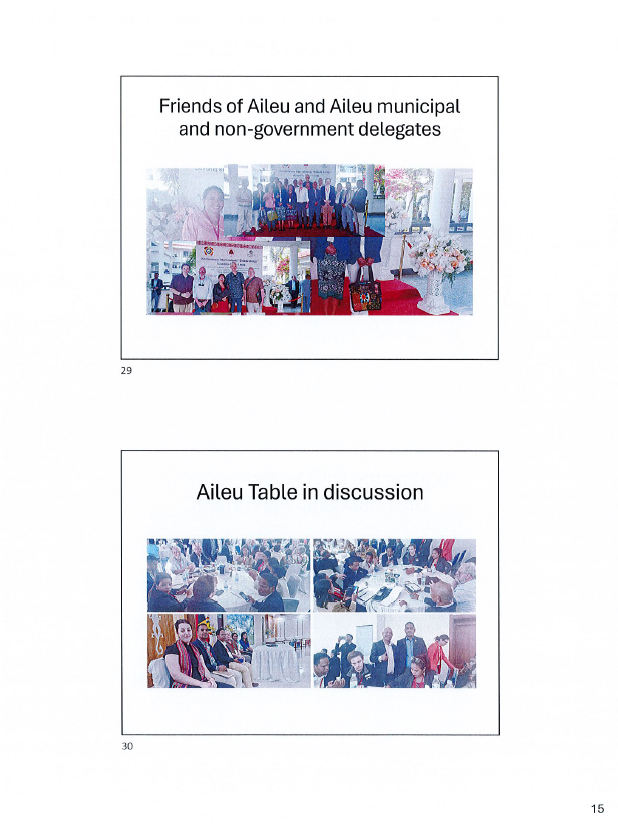 Friends of Aileu and Aileu municipal
and non-government delegates
29
Aileu Table in discussion
30
15